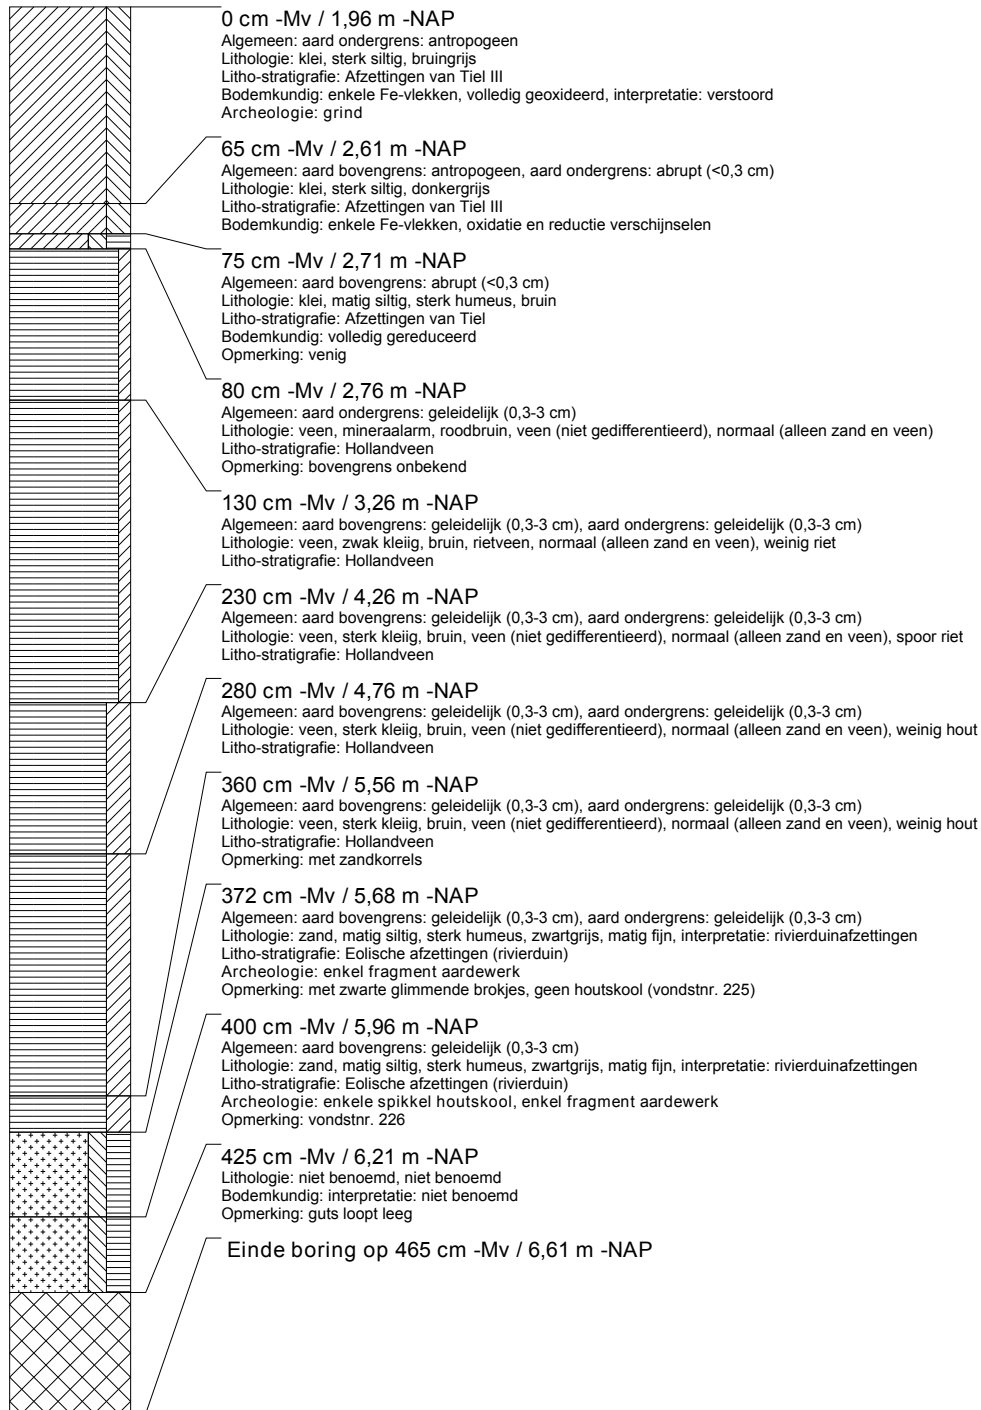 0 cm -Mv / 1,96 m -NAP
Algemeen: aard ondergrens: antropogeen
Lithologie: klei, sterk siltig, bruingrijs
Litho-stratigrafie: Afzettingen van Tiel III
Bodemkundig: enkele Fe-vlekken, volledig geoxideerd, interpretatie: verstoord
Archeologie: grind
65 cm -Mv / 2,61 m -NAP
Algemeen: aard bovengrens: antropogeen, aard ondergrens: abrupt (<0,3 cm)
Lithologie: klei, sterk siltig, donkergrijs
Litho-stratigrafie: Afzettingen van Tiel III
Bodemkundig: enkele Fe-vlekken, oxidatie en reductie verschijnselen
75 cm -Mv / 2,71 m -NAP
Algemeen: aard bovengrens: abrupt (<0,3 cm)
Lithologie: klei, matig siltig, sterk humeus, bruin
Litho-stratigrafie: Afzettingen van Tiel
Bodemkundig: volledig gereduceerd
Opmerking: venig
80 cm -Mv / 2,76 m -NAP
Algemeen: aard ondergrens: geleidelijk (0,3-3 cm)
Lithologie: veen, mineraalarm, roodbruin, veen (niet gedifferentieerd), normaal (alleen zand en veen)
Litho-stratigrafie: Hollandveen
Opmerking: bovengrens onbekend
130 cm -Mv / 3,26 m -NAP
Algemeen: aard bovengrens: geleidelijk (0,3-3 cm), aard ondergrens: geleidelijk (0,3-3 cm)
Lithologie: veen, zwak kleiig, bruin, rietveen, normaal (alleen zand en veen), weinig riet
Litho-stratigrafie: Hollandveen
230 cm -Mv / 4,26 m -NAP
Algemeen: aard bovengrens: geleidelijk (0,3-3 cm), aard ondergrens: geleidelijk (0,3-3 cm)
Lithologie: veen, sterk kleiig, bruin, veen (niet gedifferentieerd), normaal (alleen zand en veen), spoor riet
Litho-stratigrafie: Hollandveen
280 cm -Mv / 4,76 m -NAP
Algemeen: aard bovengrens: geleidelijk (0,3-3 cm), aard ondergrens: geleidelijk (0,3-3 cm)
Lithologie: veen, sterk kleiig, bruin, veen (niet gedifferentieerd), normaal (alleen zand en veen), weinig hout
Litho-stratigrafie: Hollandveen
360 cm -Mv / 5,56 m -NAP
Algemeen: aard bovengrens: geleidelijk (0,3-3 cm), aard ondergrens: geleidelijk (0,3-3 cm)
Lithologie: veen, sterk kleiig, bruin, veen (niet gedifferentieerd), normaal (alleen zand en veen), weinig hout
Litho-stratigrafie: Hollandveen
Opmerking: met zandkorrels
372 cm -Mv / 5,68 m -NAP
Algemeen: aard bovengrens: geleidelijk (0,3-3 cm), aard ondergrens: geleidelijk (0,3-3 cm)
Lithologie: zand, matig siltig, sterk humeus, zwartgrijs, matig fijn, interpretatie: rivierduinafzettingen
Litho-stratigrafie: Eolische afzettingen (rivierduin)
Archeologie: enkel fragment aardewerk
Opmerking: met zwarte glimmende brokjes, geen houtskool (vondstnr. 225)
400 cm -Mv / 5,96 m -NAP
Algemeen: aard bovengrens: geleidelijk (0,3-3 cm)
Lithologie: zand, matig siltig, sterk humeus, zwartgrijs, matig fijn, interpretatie: rivierduinafzettingen
Litho-stratigrafie: Eolische afzettingen (rivierduin)
Archeologie: enkele spikkel houtskool, enkel fragment aardewerk
Opmerking: vondstnr. 226
425 cm -Mv / 6,21 m -NAP
Lithologie: niet benoemd, niet benoemd
Bodemkundig: interpretatie: niet benoemd
Opmerking: guts loopt leeg
Einde boring op 465 cm -Mv / 6,61 m -NAP